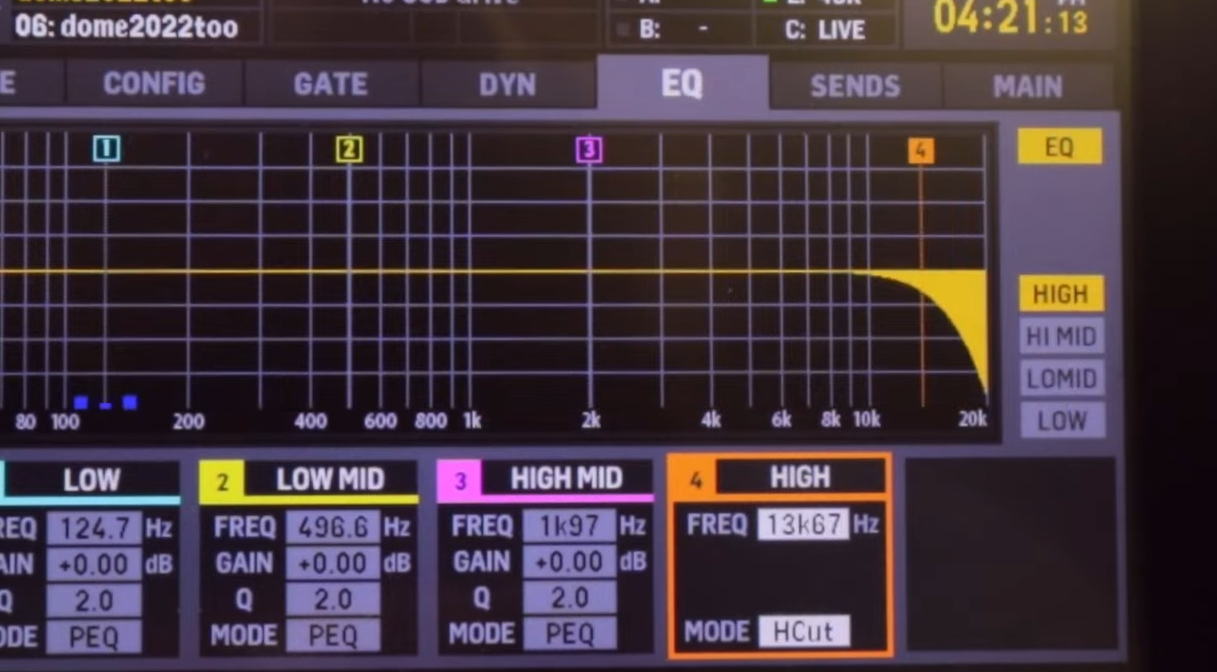 06: dome2022too
B: -
C: LIVE
04:21:13
CONFIG GATE DYN EQ SENDS MAIN
1 2 3 4
EQ
HIGH
HI MID
LOMID
LOW
80 100 200 400 600 800 1k 2k 4k 6k 8k 10k 20k
LOW
124.7 Hz
+0.00 dB
Q 2.0
PEQ
2 LOW MID
FREQ 496.6 Hz
GAIN +0.00 dB
Q 2.0
MODE PEQ
3 HIGH MID
FREQ 1k97 Hz
GAIN +0.00 dB
Q 2.0
MODE PEQ
4 HIGH
FREQ 13k67 Hz
MODE HCut